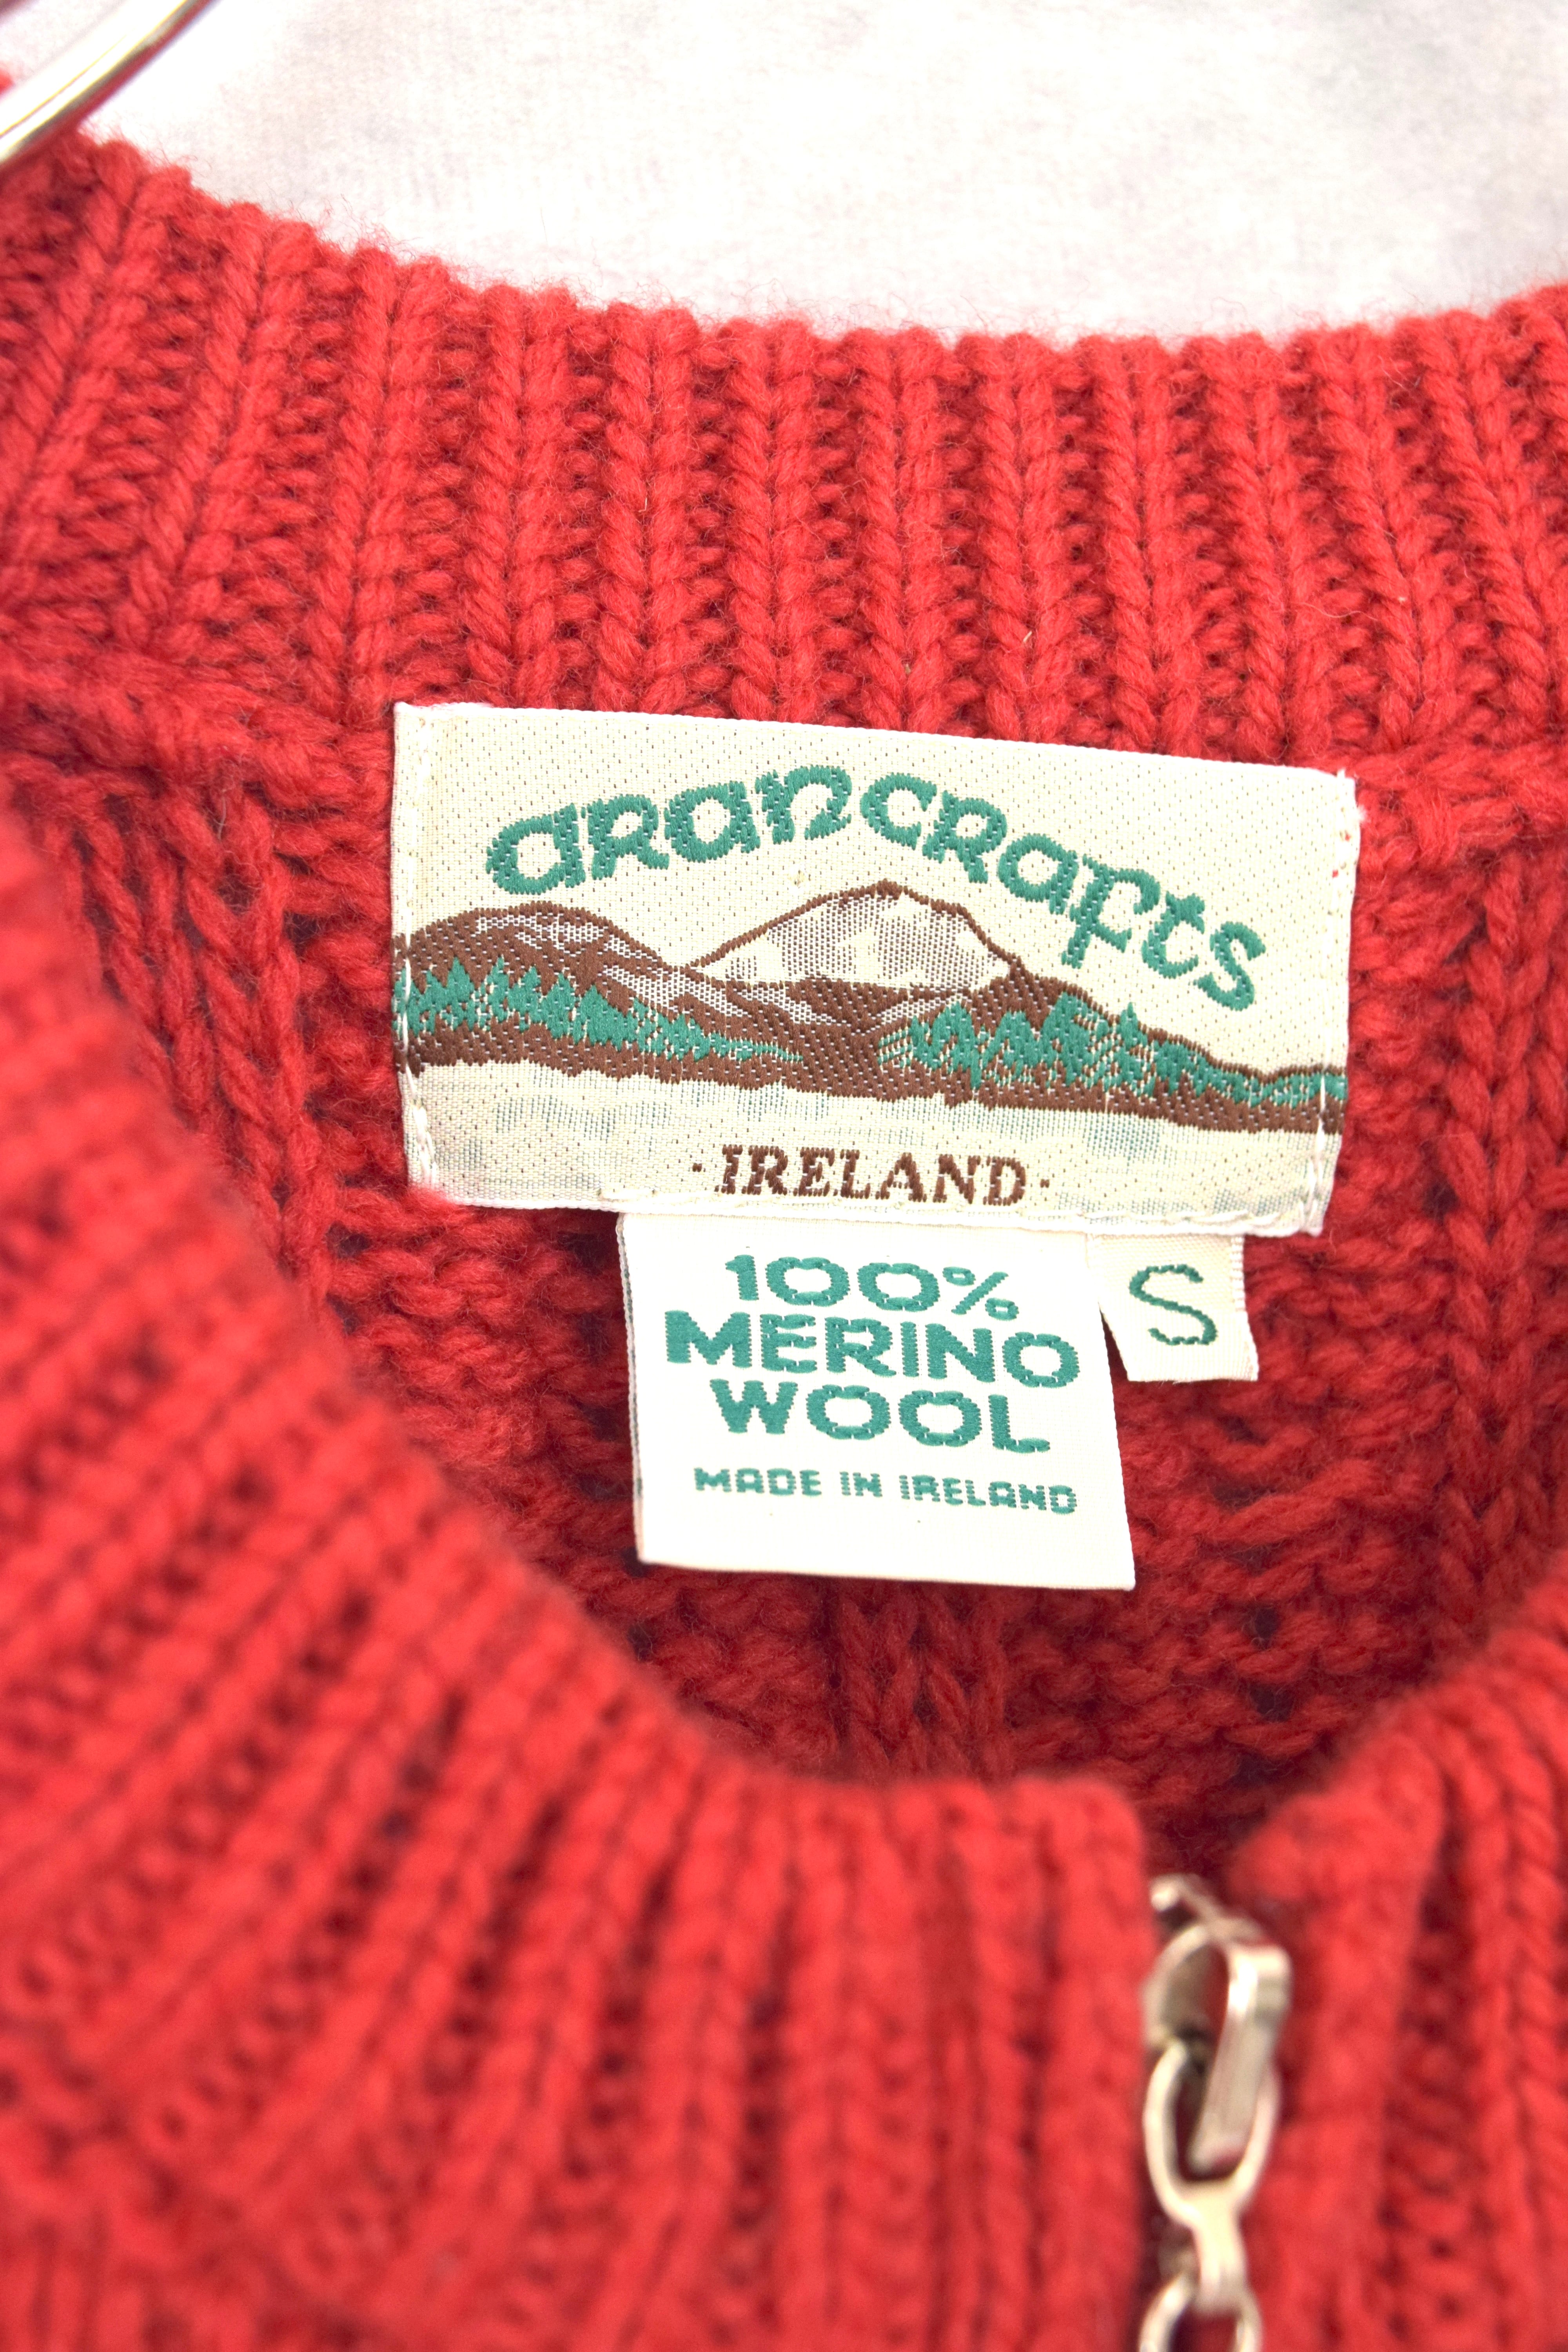 arancrafts
·IRELAND·
100%
MERINO
WOOL
MADE IN IRELAND
S